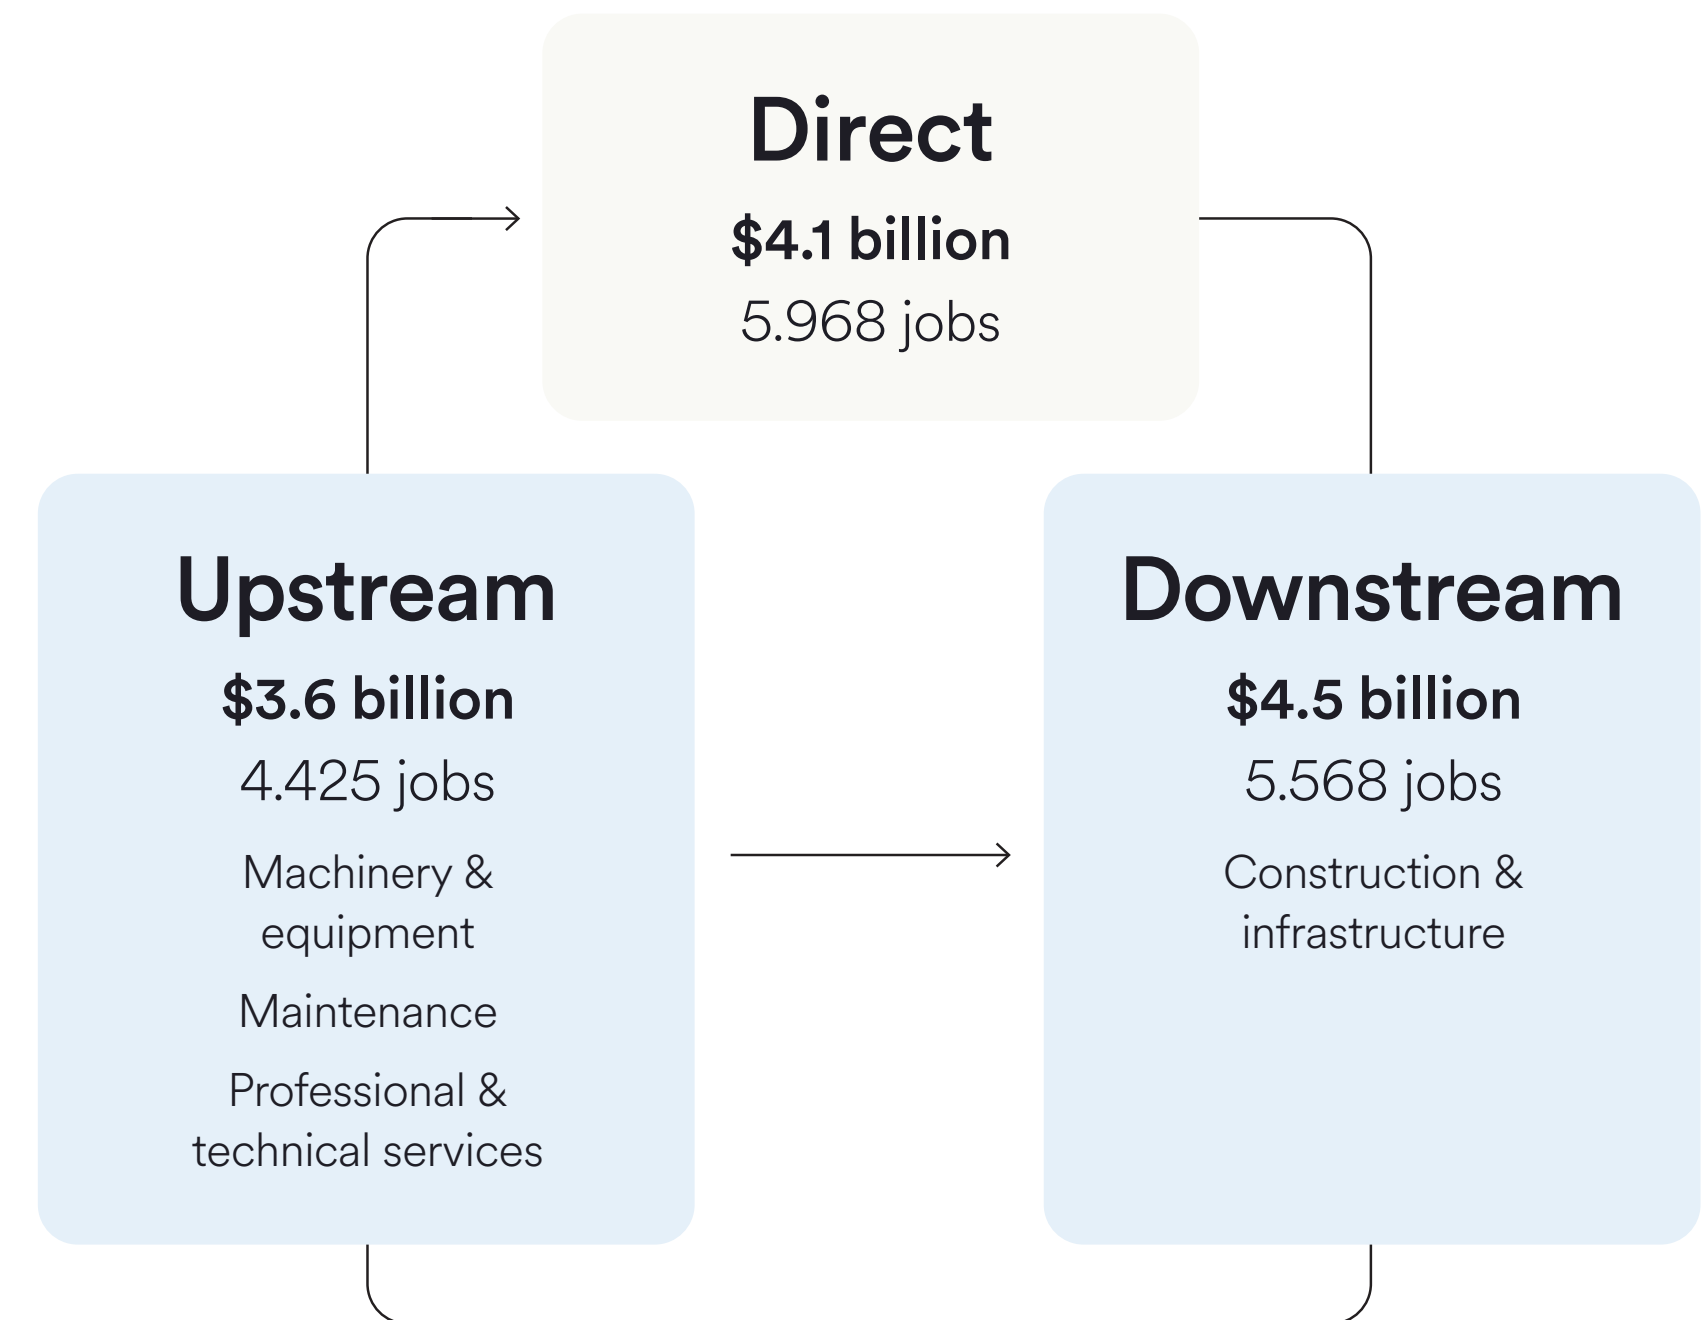 Direct
$4.1 billion
5.968 jobs
Upstream
$3.6 billion
4.425 jobs
Machinery &
equipment
Maintenance
Professional &
technical services
Downstream
$4.5 billion
5.568 jobs
Construction &
infrastructure